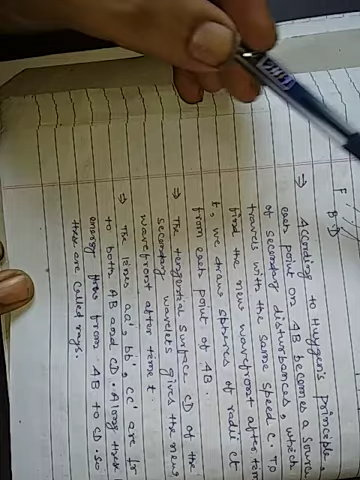 F B D
⇒ According to Huygen's principle,
each point on AB becomes a source
of secondary disturbances, which
travels with the same speed c. To
find the new wavefront after time
t, we draw spheres of radii ct
from each point of AB.
⇒ The tengential surface CD of the
secondary wavelets gives the new
wavefront after time t
⇒ The lines aa', bb', cc' are ⊥r
to both AB and CD. Along these
energy flows from AB to CD. So
they are called rays.